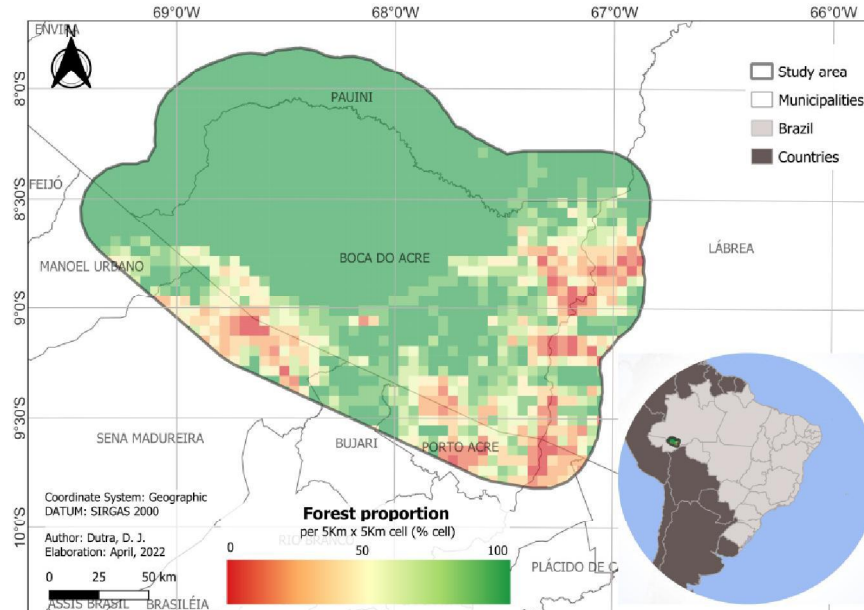 69°0'W 68°0'W 67°0'W 66°0'W
ENVIRA
8°0'S
8°30'S
9°0'S
9°30'S
10°0'S
PAUINI
FEIJÓ
BOCA DO ACRE
LÁBREA
MANOEL URBANO
SENA MADUREIRA
BUJARI
PORTO ACRE
RIO BRANCO
PLÁCIDO DE C
ASSIS BRASIL
BRASILÉIA
Study area
Municipalities
Brazil
Countries
Coordinate System: Geographic
DATUM: SIRGAS 2000
Author: Dutra, D. J.
Elaboration: April, 2022
0 25 50 km
Forest proportion
per 5Km x 5Km cell (% cell)
0 50 100